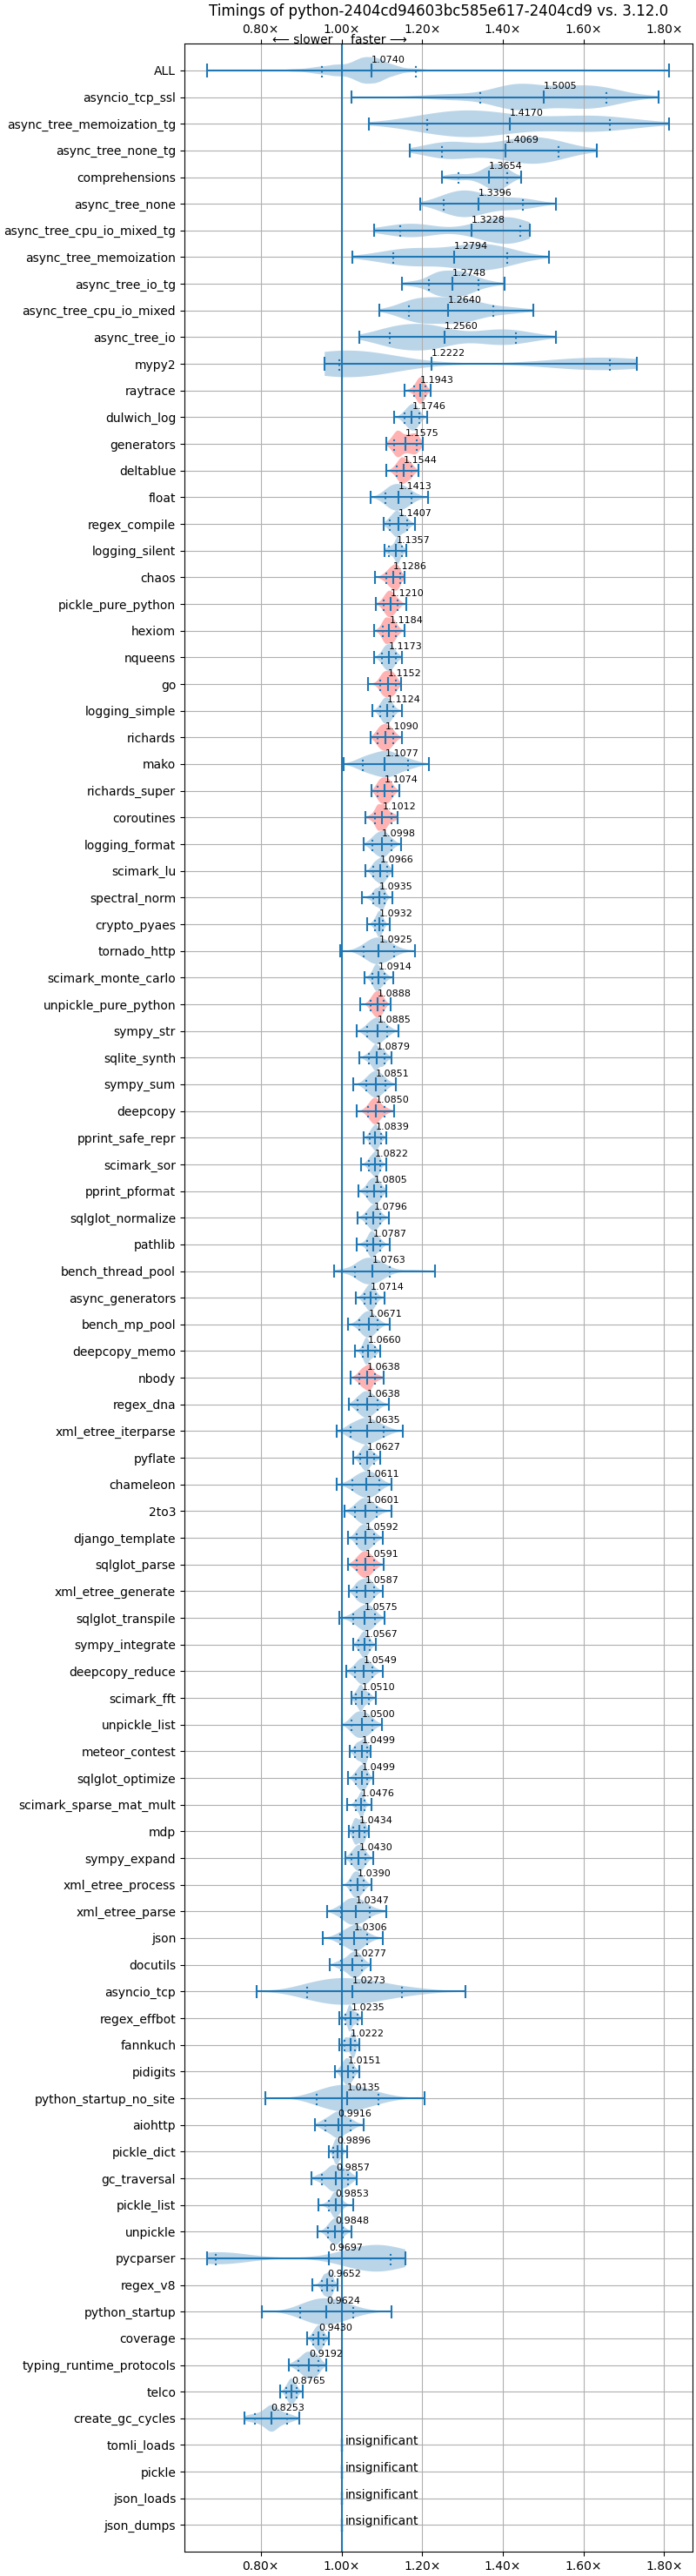 Timings of python-2404cd94603bc585e617-2404cd9 vs. 3.12.0
0.80× 1.00× 1.20× 1.40× 1.60× 1.80×
⟵ slower faster ⟶
ALL 1.0740
asyncio_tcp_ssl 1.5005
async_tree_memoization_tg 1.4170
async_tree_none_tg 1.4069
comprehensions 1.3654
async_tree_none 1.3396
async_tree_cpu_io_mixed_tg 1.3228
async_tree_memoization 1.2794
async_tree_io_tg 1.2748
async_tree_cpu_io_mixed 1.2640
async_tree_io 1.2560
mypy2 1.2222
raytrace 1.1943
dulwich_log 1.1746
generators 1.1575
deltablue 1.1544
float 1.1413
regex_compile 1.1407
logging_silent 1.1357
chaos 1.1286
pickle_pure_python 1.1210
hexiom 1.1184
nqueens 1.1173
go 1.1152
logging_simple 1.1124
richards 1.1090
mako 1.1077
richards_super 1.1074
coroutines 1.1012
logging_format 1.0998
scimark_lu 1.0966
spectral_norm 1.0935
crypto_pyaes 1.0932
tornado_http 1.0925
scimark_monte_carlo 1.0914
unpickle_pure_python 1.0888
sympy_str 1.0885
sqlite_synth 1.0879
sympy_sum 1.0851
deepcopy 1.0850
pprint_safe_repr 1.0839
scimark_sor 1.0822
pprint_pformat 1.0805
sqlglot_normalize 1.0796
pathlib 1.0787
bench_thread_pool 1.0763
async_generators 1.0714
bench_mp_pool 1.0671
deepcopy_memo 1.0660
nbody 1.0638
regex_dna 1.0638
xml_etree_iterparse 1.0635
pyflate 1.0627
chameleon 1.0611
2to3 1.0601
django_template 1.0592
sqlglot_parse 1.0591
xml_etree_generate 1.0587
sqlglot_transpile 1.0575
sympy_integrate 1.0567
deepcopy_reduce 1.0549
scimark_fft 1.0510
unpickle_list 1.0500
meteor_contest 1.0499
sqlglot_optimize 1.0499
scimark_sparse_mat_mult 1.0476
mdp 1.0434
sympy_expand 1.0430
xml_etree_process 1.0390
xml_etree_parse 1.0347
json 1.0306
docutils 1.0277
asyncio_tcp 1.0273
regex_effbot 1.0235
fannkuch 1.0222
pidigits 1.0151
python_startup_no_site 1.0135
aiohttp 0.9916
pickle_dict 0.9896
gc_traversal 0.9857
pickle_list 0.9853
unpickle 0.9848
pycparser 0.9697
regex_v8 0.9652
python_startup 0.9624
coverage 0.9430
typing_runtime_protocols 0.9192
telco 0.8765
create_gc_cycles 0.8253
tomli_loads insignificant
pickle insignificant
json_loads insignificant
json_dumps insignificant
0.80× 1.00× 1.20× 1.40× 1.60× 1.80×